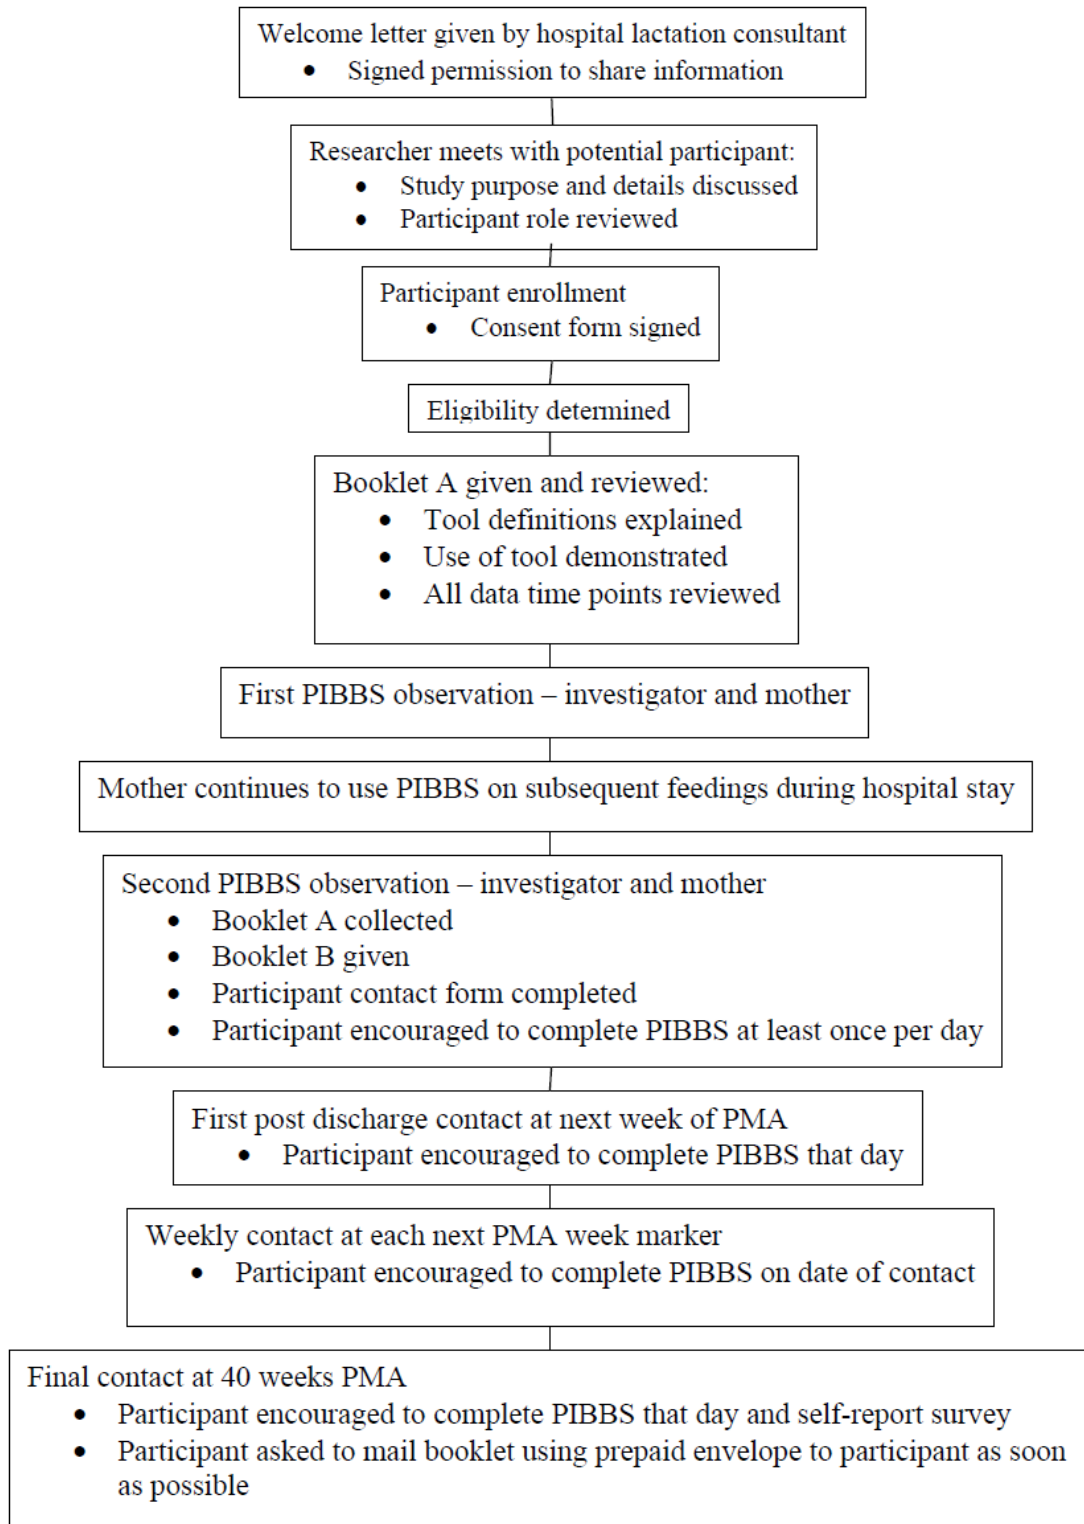 Welcome letter given by hospital lactation consultant
• Signed permission to share information
Researcher meets with potential participant:
• Study purpose and details discussed
• Participant role reviewed
Participant enrollment
• Consent form signed
Eligibility determined
Booklet A given and reviewed:
• Tool definitions explained
• Use of tool demonstrated
• All data time points reviewed
First PIBBS observation – investigator and mother
Mother continues to use PIBBS on subsequent feedings during hospital stay
Second PIBBS observation – investigator and mother
• Booklet A collected
• Booklet B given
• Participant contact form completed
• Participant encouraged to complete PIBBS at least once per day
First post discharge contact at next week of PMA
• Participant encouraged to complete PIBBS that day
Weekly contact at each next PMA week marker
• Participant encouraged to complete PIBBS on date of contact
Final contact at 40 weeks PMA
• Participant encouraged to complete PIBBS that day and self-report survey
• Participant asked to mail booklet using prepaid envelope to participant as soon
as possible